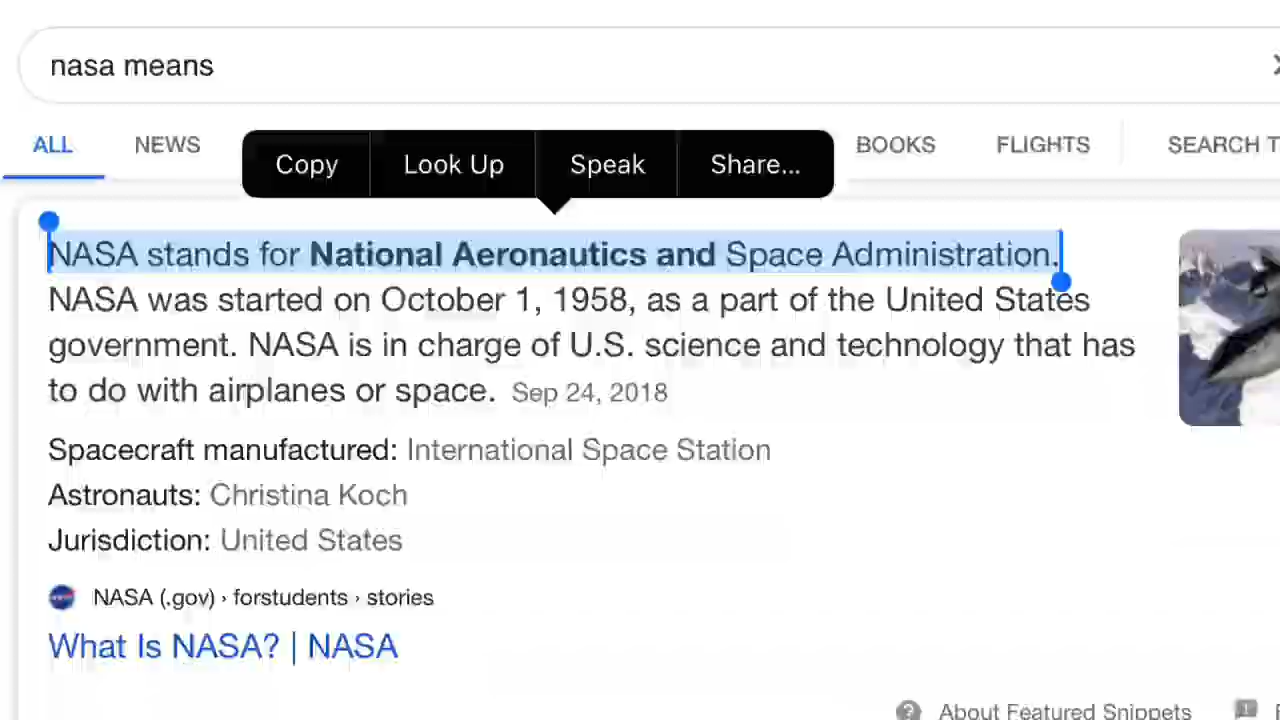 nasa means
ALL NEWS BOOKS FLIGHTS SEARCH
Copy Look Up Speak Share...
NASA stands for National Aeronautics and Space Administration.
NASA was started on October 1, 1958, as a part of the United States
government. NASA is in charge of U.S. science and technology that has
to do with airplanes or space. Sep 24, 2018
Spacecraft manufactured: International Space Station
Astronauts: Christina Koch
Jurisdiction: United States
NASA (.gov) › forstudents › stories
What Is NASA? | NASA
About Featured Snippets